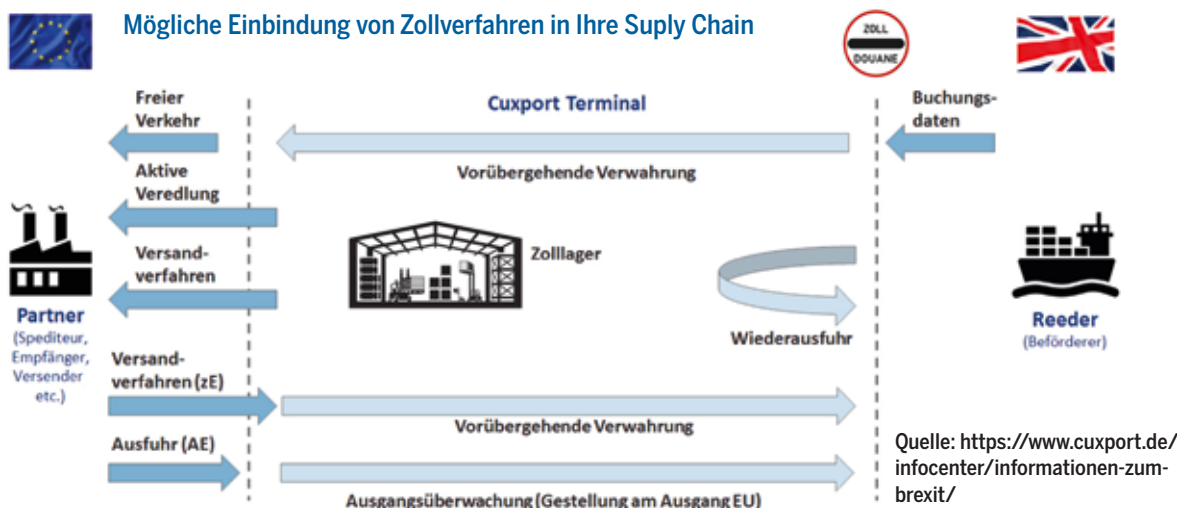 Mögliche Einbindung von Zollverfahren in Ihre Suply Chain
ZOLL
DOUANE
Freier
Verkehr
Cuxport Terminal
Buchungs-
daten
Vorübergehende Verwahrung
Aktive
Veredlung
Versand-
verfahren
Zolllager
Wiederausfuhr
Partner
(Spediteur,
Empfänger,
Versender
etc.)
Reeder
(Beförderer)
Versand-
verfahren (zE)
Vorübergehende Verwahrung
Ausfuhr (AE)
Ausgangsüberwachung (Gestellung am Ausgang EU)
Quelle: https://www.cuxport.de/
infocenter/informationen-zum-
brexit/